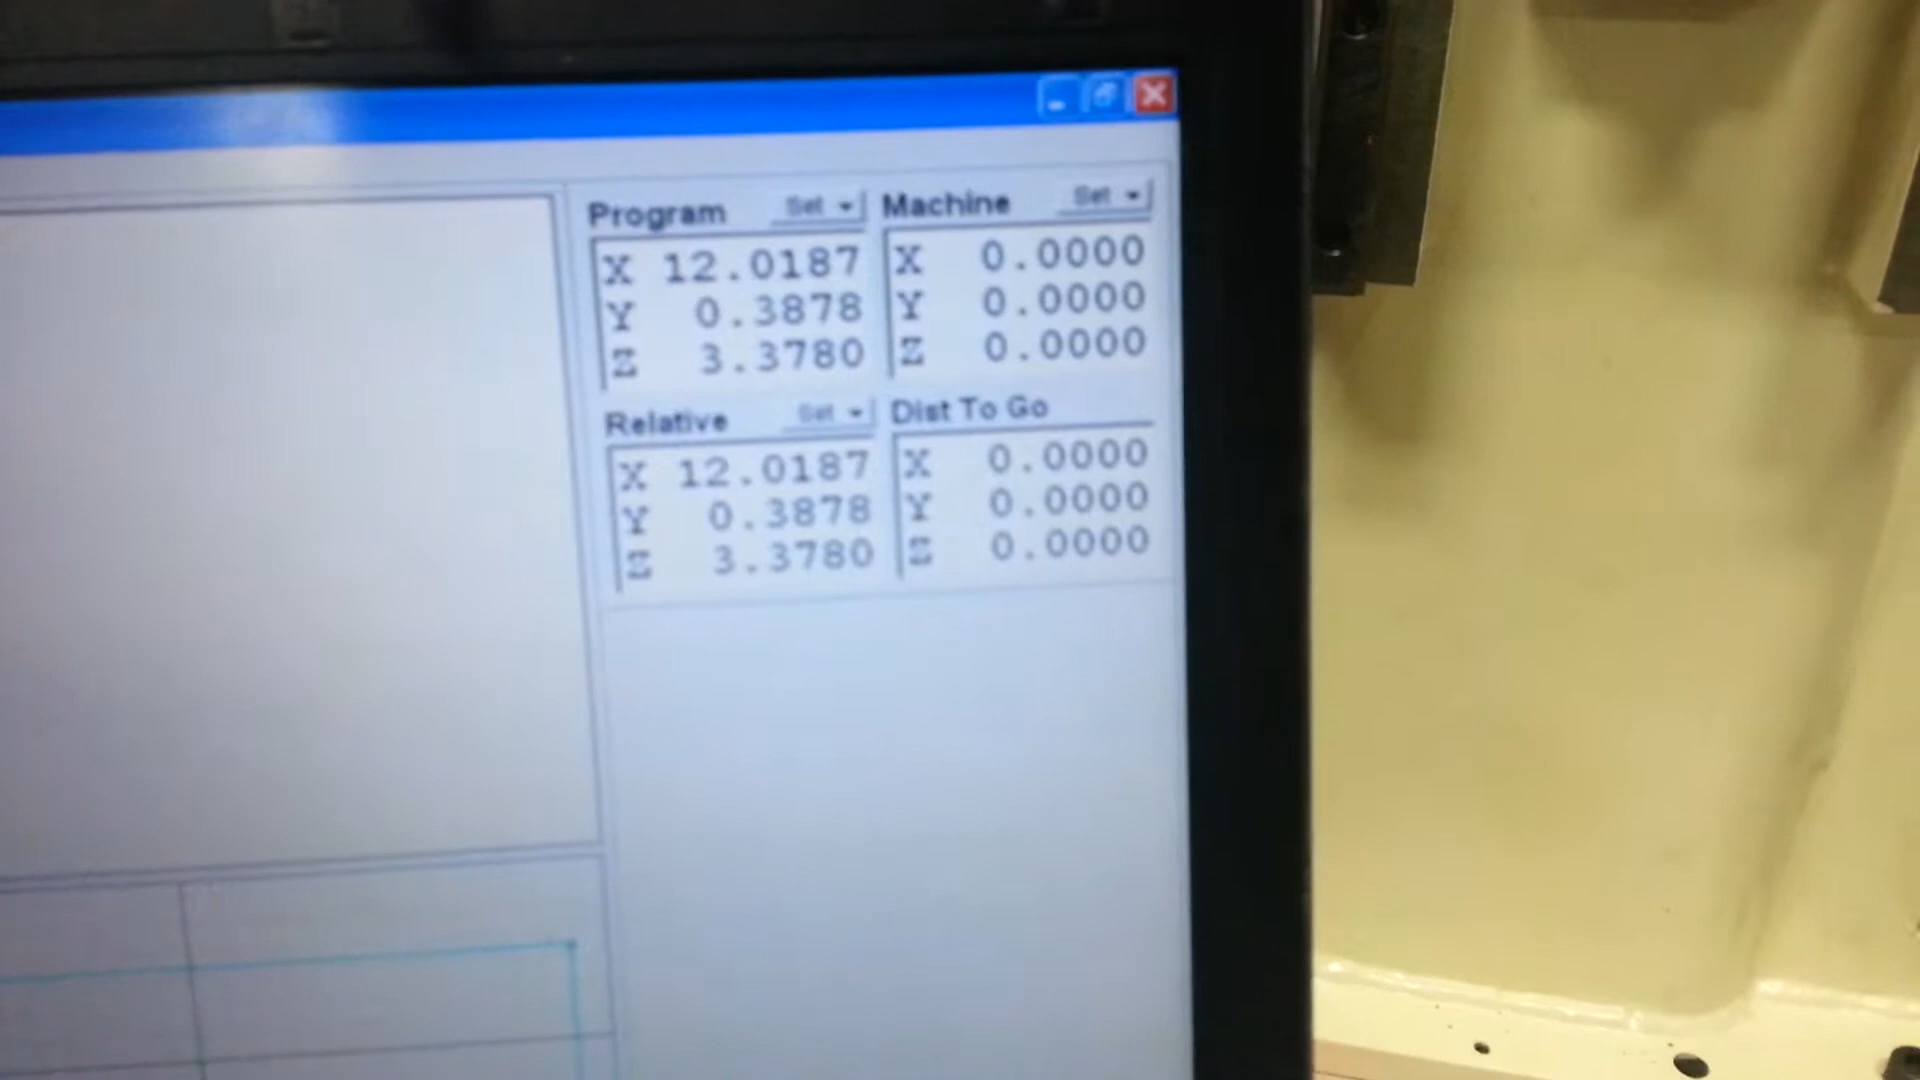 Program Set
X 12.0187
Y 0.3878
Z 3.3780
Machine Set
X 0.0000
Y 0.0000
Z 0.0000
Relative Set
X 12.0187
Y 0.3878
Z 3.3780
Dist To Go
X 0.0000
Y 0.0000
Z 0.0000